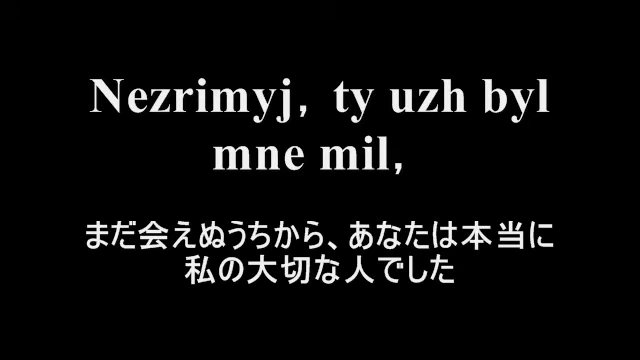 Nezrimyj, ty uzh byl
mne mil,
まだ会えぬうちから、あなたは本当に
私の大切な人でした